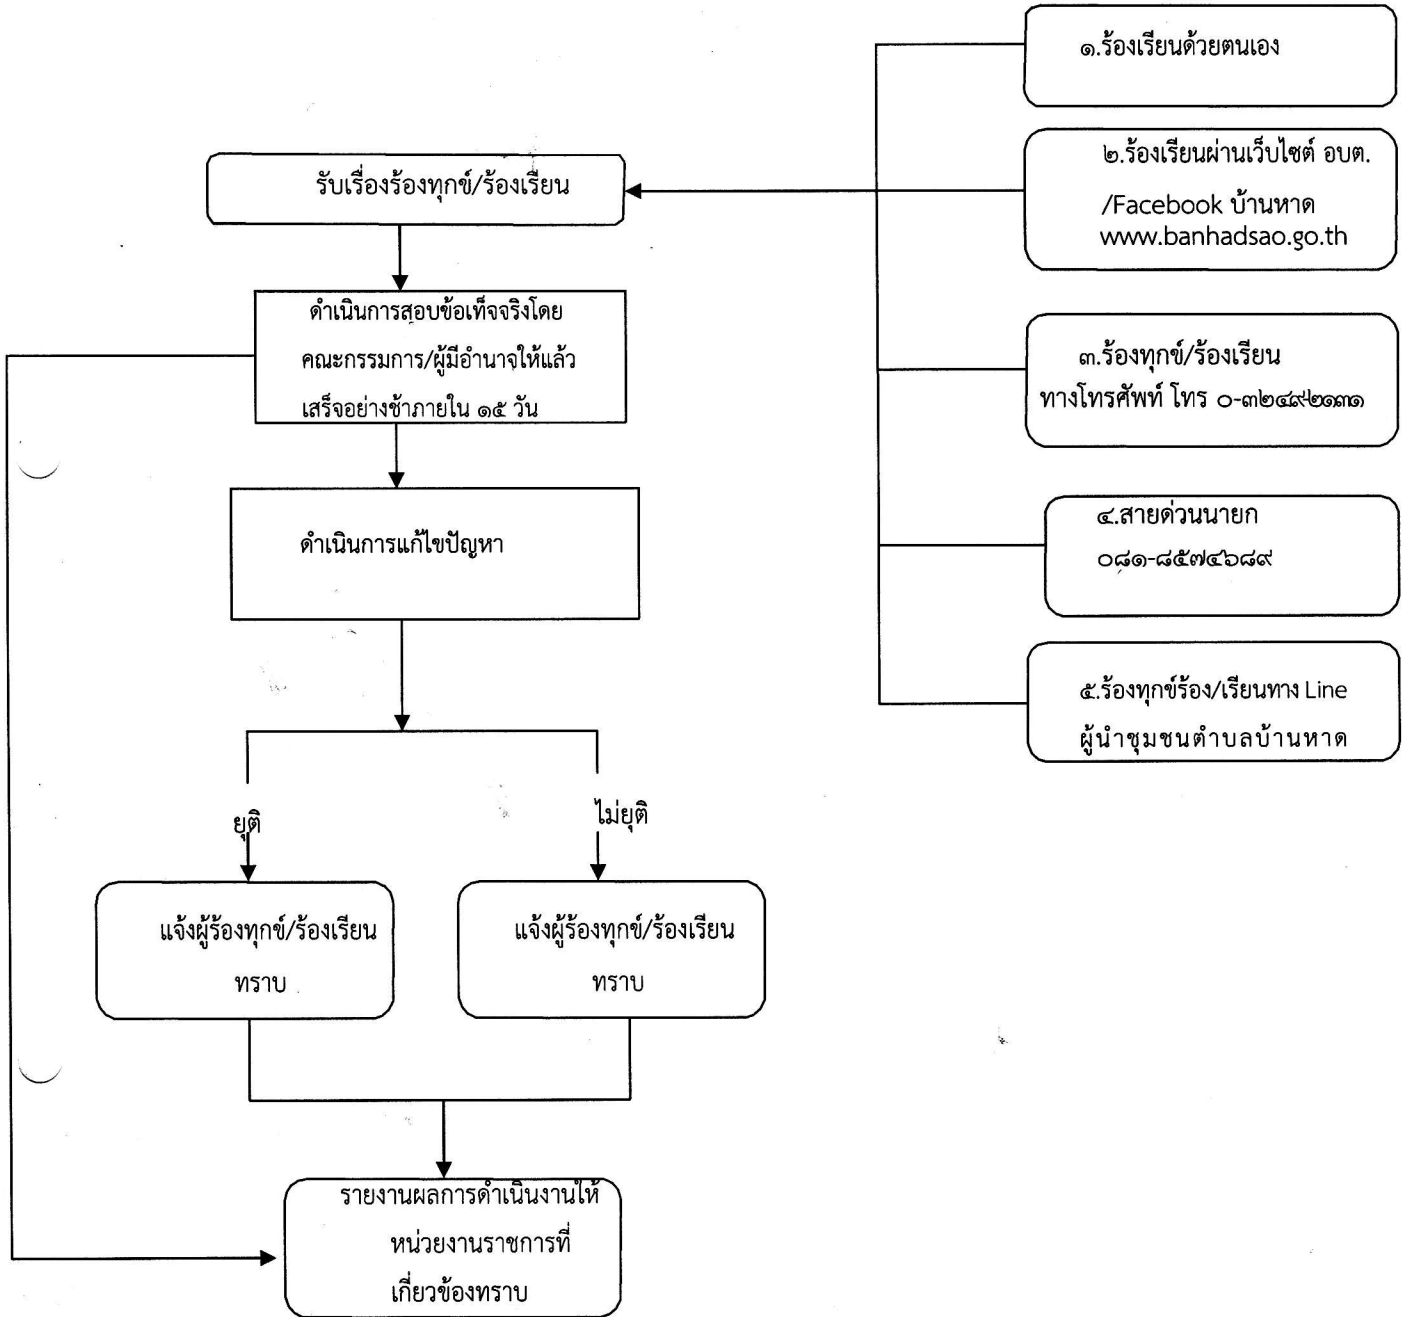 ๑.ร้องเรียนด้วยตนเอง
๒.ร้องเรียนผ่านเว็บไซต์ อบต.
/Facebook บ้านหาด
www.banhadsao.go.th
๓.ร้องทุกข์/ร้องเรียน
ทางโทรศัพท์ โทร ๐-๓๒๔๙๒๑๓๑
๔.สายด่วนนายก
๐๘๑-๘๕๗๔๖๘๙
๕.ร้องทุกข์ร้อง/เรียนทาง Line
ผู้นำชุมชนตำบลบ้านหาด
รับเรื่องร้องทุกข์/ร้องเรียน
ดำเนินการสอบข้อเท็จจริงโดย
คณะกรรมการ/ผู้มีอำนาจให้แล้ว
เสร็จอย่างช้าภายใน ๑๕ วัน
ดำเนินการแก้ไขปัญหา
ยุติ
ไม่ยุติ
แจ้งผู้ร้องทุกข์/ร้องเรียน
ทราบ
แจ้งผู้ร้องทุกข์/ร้องเรียน
ทราบ
รายงานผลการดำเนินงานให้
หน่วยงานราชการที่
เกี่ยวข้องทราบ